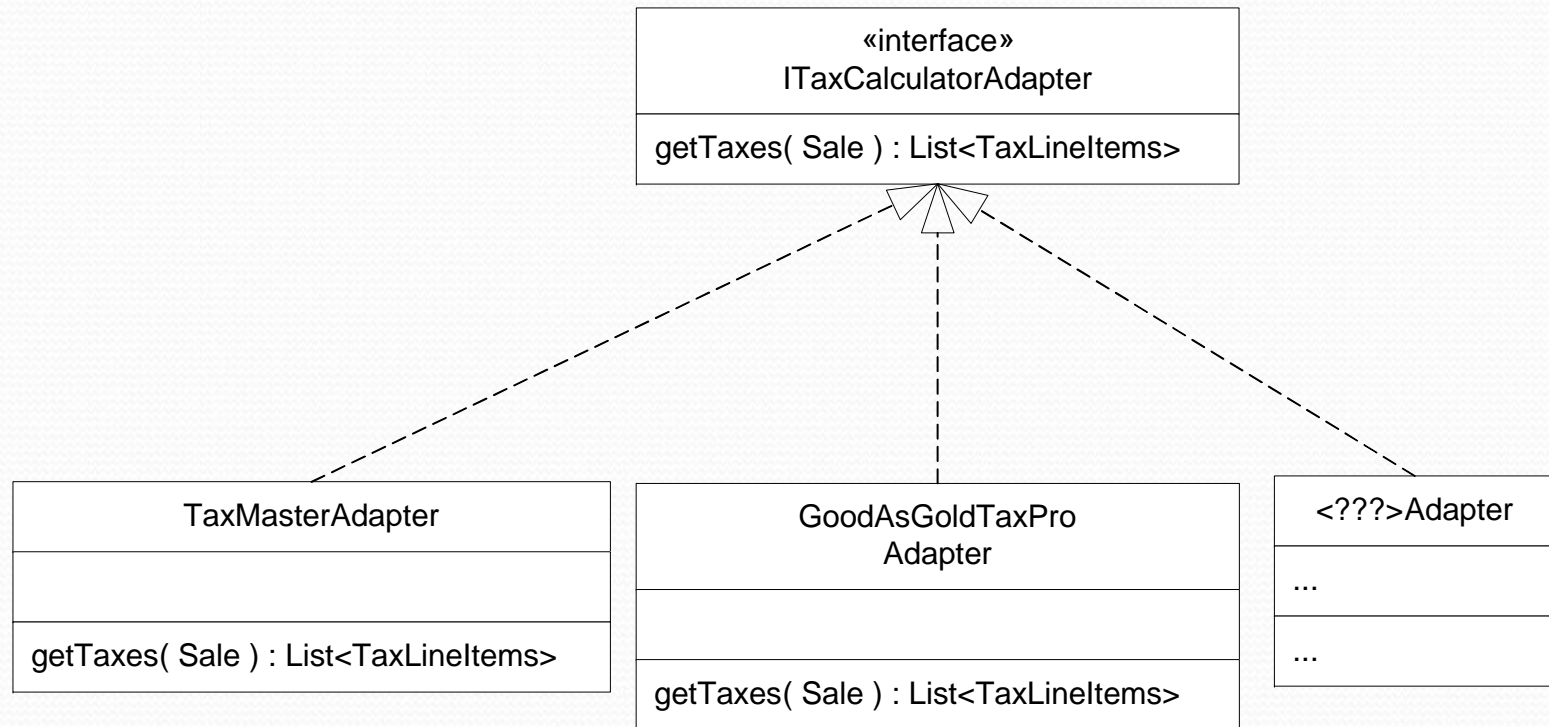 «interface»
ITaxCalculatorAdapter
getTaxes( Sale ) : List<TaxLineItems>
TaxMasterAdapter
getTaxes( Sale ) : List<TaxLineItems>
GoodAsGoldTaxPro
Adapter
getTaxes( Sale ) : List<TaxLineItems>
<???>Adapter
...
...